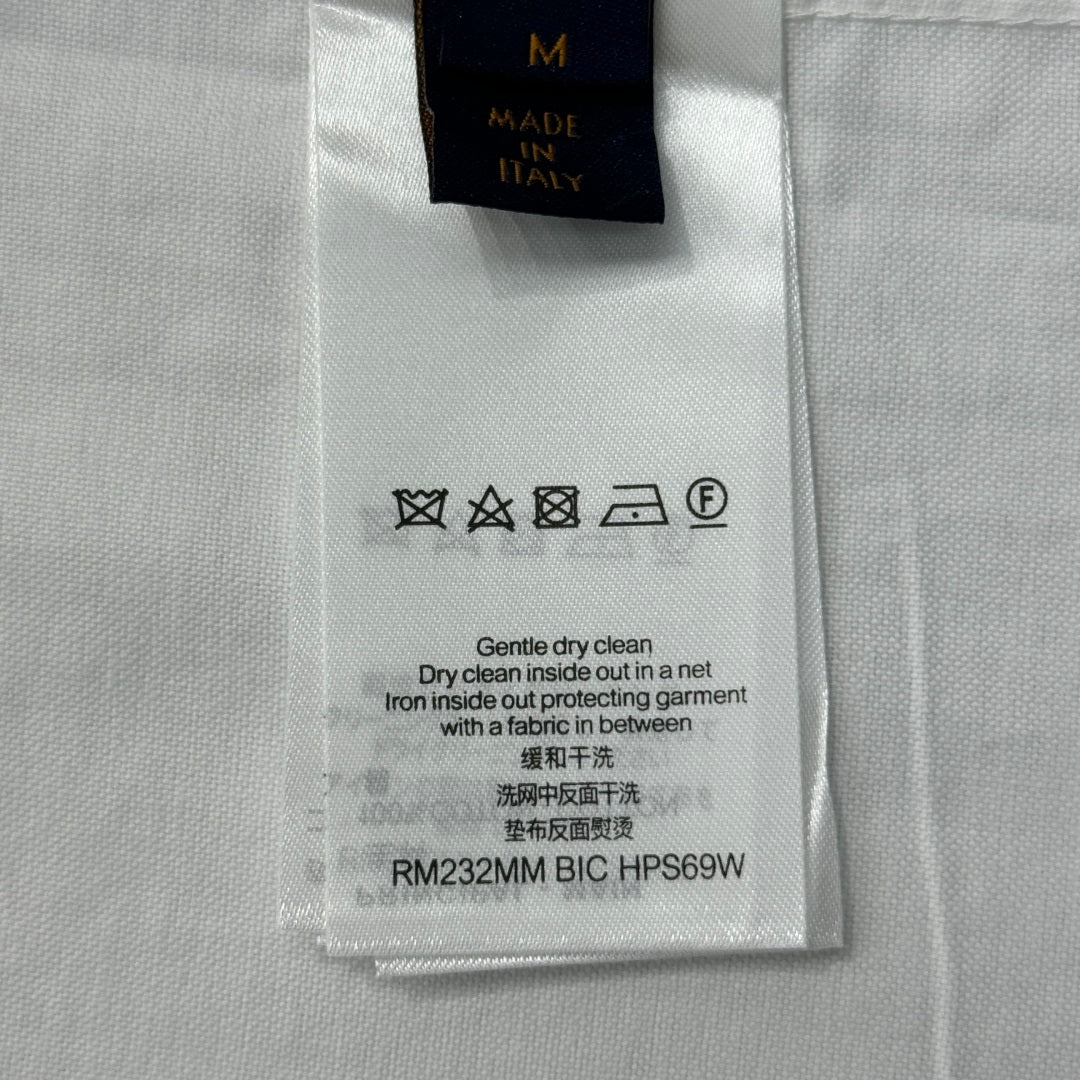 M
MADE
IN
ITALY
F
Gentle dry clean
Dry clean inside out in a net
Iron inside out protecting garment
with a fabric in between
缓和干洗
洗网中反面干洗
垫布反面熨烫
RM232MM BIC HPS69W